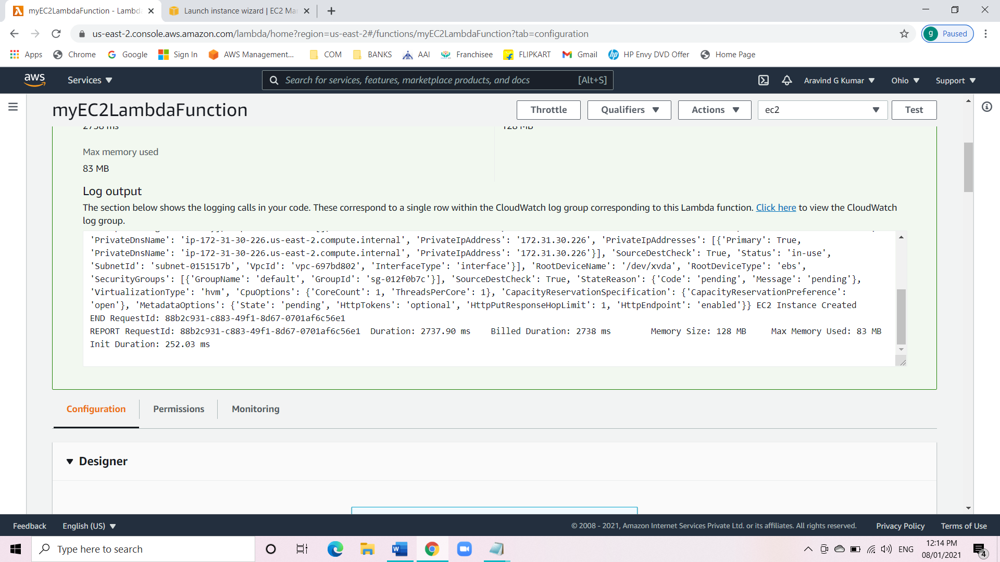 myEC2LambdaFunction - Lambd
Launch instance wizard | EC2 Ma
us-east-2.console.aws.amazon.com/lambda/home?region=us-east-2#/functions/myEC2LambdaFunction?tab=configuration
g Paused
Apps Chrome Google Sign In AWS Management... COM BANKS AAI Franchisee FLIPKART Gmail HP Envy DVD Offer Home Page
aws Services Search for services, features, marketplace products, and docs [Alt+S] Aravind G Kumar Ohio Support
myEC2LambdaFunction Throttle Qualifiers Actions ec2 Test
2738 ms 128 MB
Max memory used
83 MB
Log output
The section below shows the logging calls in your code. These correspond to a single row within the CloudWatch log group corresponding to this Lambda function. Click here to view the CloudWatch
log group.
'PrivateDnsName': 'ip-172-31-30-226.us-east-2.compute.internal', 'PrivateIpAddress': '172.31.30.226', 'PrivateIpAddresses': [{'Primary': True,
'PrivateDnsName': 'ip-172-31-30-226.us-east-2.compute.internal', 'PrivateIpAddress': '172.31.30.226'}], 'SourceDestCheck': True, 'Status': 'in-use',
'SubnetId': 'subnet-0151517b', 'VpcId': 'vpc-697bd802', 'InterfaceType': 'interface'}], 'RootDeviceName': '/dev/xvda', 'RootDeviceType': 'ebs',
'SecurityGroups': [{'GroupName': 'default', 'GroupId': 'sg-012f0b7c'}], 'SourceDestCheck': True, 'StateReason': {'Code': 'pending', 'Message': 'pending'},
'VirtualizationType': 'hvm', 'CpuOptions': {'CoreCount': 1, 'ThreadsPerCore': 1}, 'CapacityReservationSpecification': {'CapacityReservationPreference':
'open'}, 'MetadataOptions': {'State': 'pending', 'HttpTokens': 'optional', 'HttpPutResponseHopLimit': 1, 'HttpEndpoint': 'enabled'}} EC2 Instance Created
END RequestId: 88b2c931-c883-49f1-8d67-0701af6c56e1
REPORT RequestId: 88b2c931-c883-49f1-8d67-0701af6c56e1 Duration: 2737.90 ms Billed Duration: 2738 ms Memory Size: 128 MB Max Memory Used: 83 MB
Init Duration: 252.03 ms
Configuration Permissions Monitoring
Designer
Feedback English (US) © 2008 - 2021, Amazon Internet Services Private Ltd. or its affiliates. All rights reserved. Privacy Policy Terms of Use
Type here to search
ENG
12:14 PM
08/01/2021
4